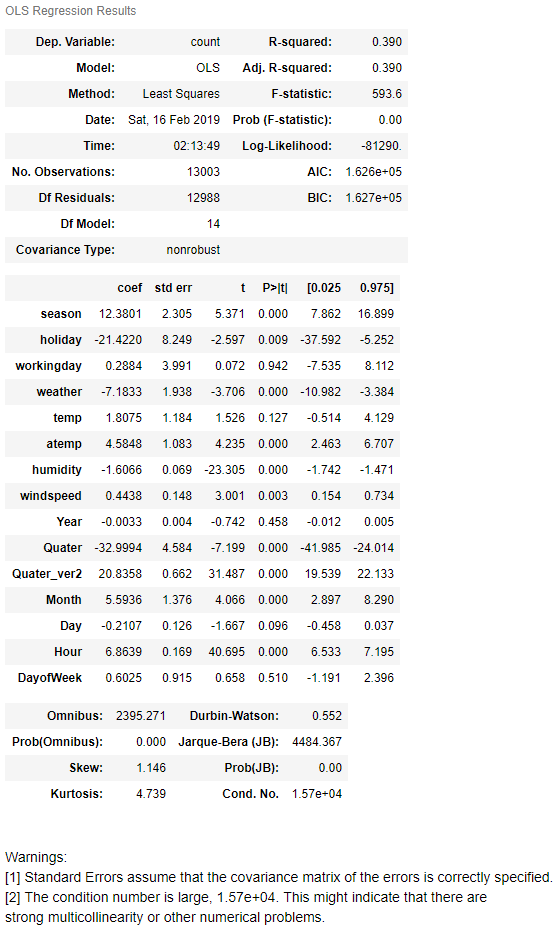 OLS Regression Results
Dep. Variable: count R-squared: 0.390
Model: OLS Adj. R-squared: 0.390
Method: Least Squares F-statistic: 593.6
Date: Sat, 16 Feb 2019 Prob (F-statistic): 0.00
Time: 02:13:49 Log-Likelihood: -81290.
No. Observations: 13003 AIC: 1.626e+05
Df Residuals: 12988 BIC: 1.627e+05
Df Model: 14
Covariance Type: nonrobust
coef std err t P>|t| [0.025 0.975]
season 12.3801 2.305 5.371 0.000 7.862 16.899
holiday -21.4220 8.249 -2.597 0.009 -37.592 -5.252
workingday 0.2884 3.991 0.072 0.942 -7.535 8.112
weather -7.1833 1.938 -3.706 0.000 -10.982 -3.384
temp 1.8075 1.184 1.526 0.127 -0.514 4.129
atemp 4.5848 1.083 4.235 0.000 2.463 6.707
humidity -1.6066 0.069 -23.305 0.000 -1.742 -1.471
windspeed 0.4438 0.148 3.001 0.003 0.154 0.734
Year -0.0033 0.004 -0.742 0.458 -0.012 0.005
Quater -32.9994 4.584 -7.199 0.000 -41.985 -24.014
Quater_ver2 20.8358 0.662 31.487 0.000 19.539 22.133
Month 5.5936 1.376 4.066 0.000 2.897 8.290
Day -0.2107 0.126 -1.667 0.096 -0.458 0.037
Hour 6.8639 0.169 40.695 0.000 6.533 7.195
DayofWeek 0.6025 0.915 0.658 0.510 -1.191 2.396
Omnibus: 2395.271 Durbin-Watson: 0.552
Prob(Omnibus): 0.000 Jarque-Bera (JB): 4484.367
Skew: 1.146 Prob(JB): 0.00
Kurtosis: 4.739 Cond. No. 1.57e+04
Warnings:
[1] Standard Errors assume that the covariance matrix of the errors is correctly specified.
[2] The condition number is large, 1.57e+04. This might indicate that there are
strong multicollinearity or other numerical problems.